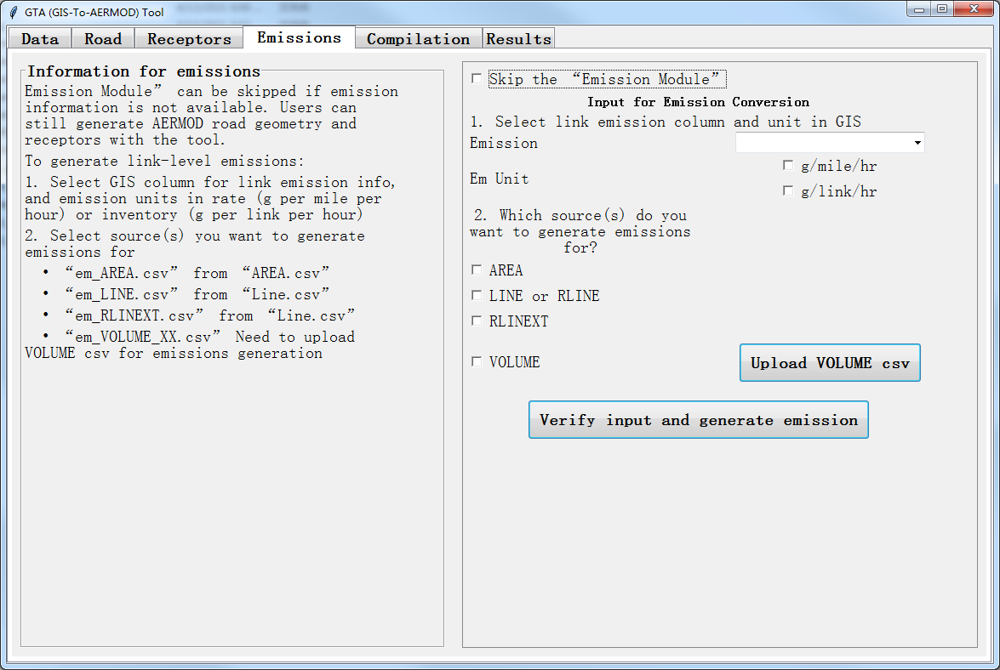 GTA (GIS-To-AERMOD) Tool
Data Road Receptors Emissions Compilation Results
Information for emissions
Emission Module” can be skipped if emission
information is not available. Users can
still generate AERMOD road geometry and
receptors with the tool.
To generate link-level emissions:
1. Select GIS column for link emission info,
and emission units in rate (g per mile per
hour) or inventory (g per link per hour)
2. Select source(s) you want to generate
emissions for
• “em_AREA.csv” from “AREA.csv”
• “em_LINE.csv” from “Line.csv”
• “em_RLINEXT.csv” from “Line.csv”
• “em_VOLUME_XX.csv” Need to upload
VOLUME csv for emissions generation
Skip the “Emission Module”
Input for Emission Conversion
1. Select link emission column and unit in GIS
Emission
Em Unit
g/mile/hr
g/link/hr
2. Which source(s) do you
want to generate emissions
for?
AREA
LINE or RLINE
RLINEXT
VOLUME
Upload VOLUME csv
Verify input and generate emission